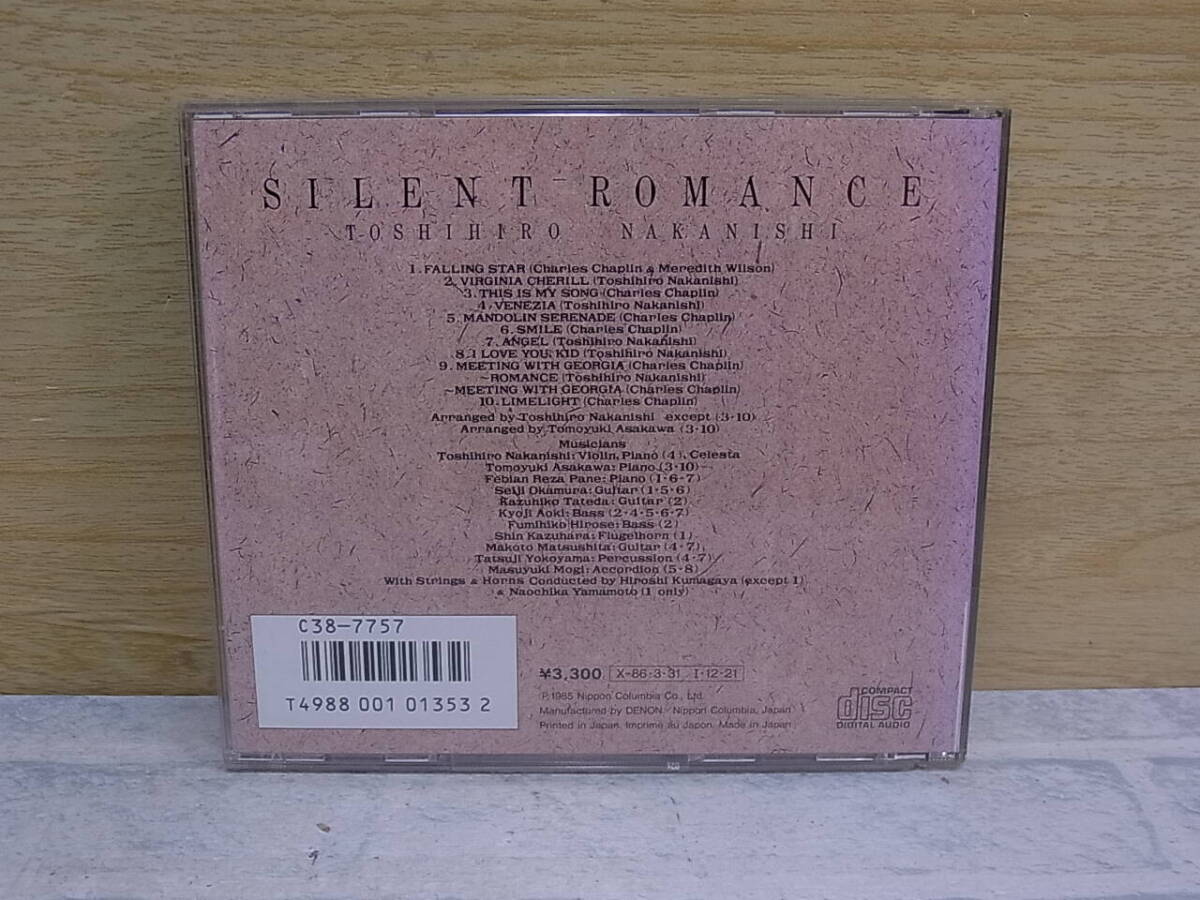 SILENT ROMANCE
TOSHIHIRO NAKANISHI
1. FALLING STAR (Charles Chaplin & Meredith Wilson)
2. VIRGINIA CHERILL (Toshihiro Nakanishi)
3. THIS IS MY SONG (Charles Chaplin)
4. VENEZIA (Toshihiro Nakanishi)
5. MANDOLIN SERENADE (Charles Chaplin)
6. SMILE (Charles Chaplin)
7. ANGEL (Toshihiro Nakanishi)
8. I LOVE YOU, KID (Toshihiro Nakanishi)
9. MEETING WITH GEORGIA (Charles Chaplin)
~ROMANCE (Toshihiro Nakanishi)
~MEETING WITH GEORGIA (Charles Chaplin)
10. LIMELIGHT (Charles Chaplin)
Arranged by Toshihiro Nakanishi except (3·10)
Arranged by Tomoyuki Asakawa (3·10)
Musicians
Toshihiro Nakanishi: Violin, Piano (4), Celesta
Tomoyuki Asakawa: Piano (3·10)
Febian Reza Pane: Piano (1·6·7)
Seiji Okamura: Guitar (1·5·6)
Kazuhiko Tateda: Guitar (2)
Kyoji Aoki: Bass (2·4·5·6·7)
Fumihiko Hirose: Bass (2)
Shin Kazuhara: Flugelhorn (1)
Makoto Matsushita: Guitar (4·7)
Tatsuji Yokoyama: Percussion (4·7)
Masuyuki Mogi: Accordion (5·8)
With Strings & Horns Conducted by Hiroshi Kumagaya (except 1)
& Naochika Yamamoto (1 only)
C38-7757
T4988 001 01353 2
¥3,300 X-86·3·31 I·12·21
℗ 1985 Nippon Columbia Co., Ltd.
Manufactured by DENON / Nippon Columbia, Japan
Printed in Japan, Imprimé au Japon, Made in Japan
COMPACT
disc
DIGITAL AUDIO